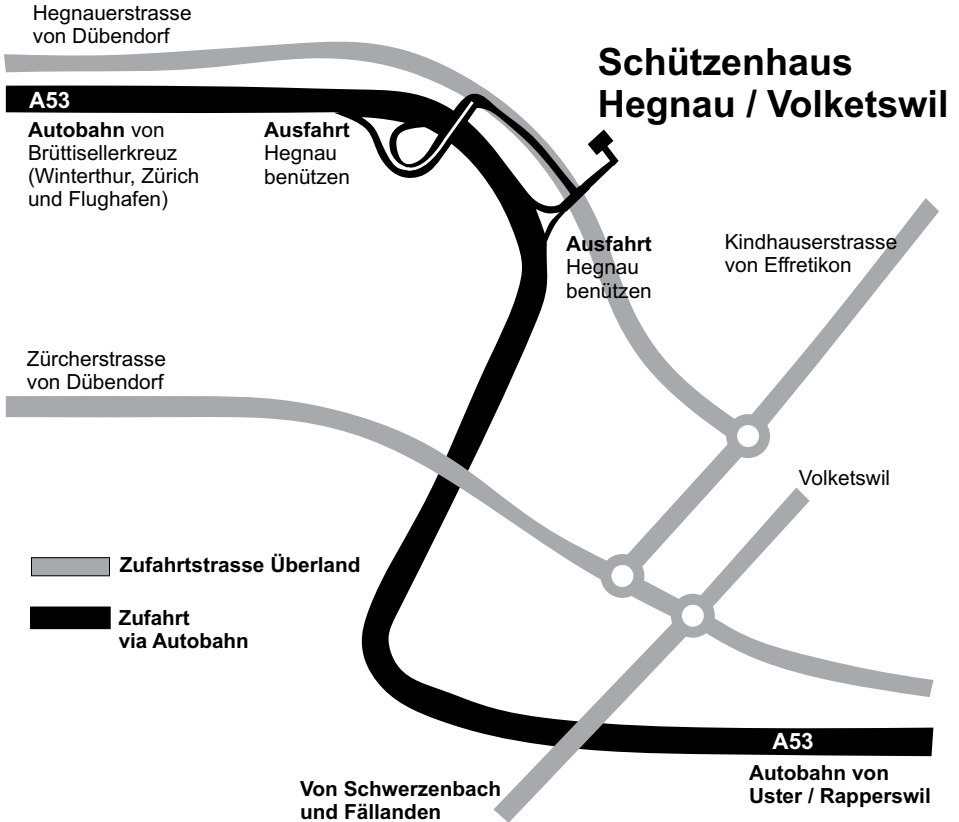 Hegnauerstrasse
von Dübendorf
Schützenhaus
Hegnau / Volketswil
A53
Autobahn von
Brüttisellerkreuz
(Winterthur, Zürich
und Flughafen)
Ausfahrt
Hegnau
benützen
Ausfahrt
Hegnau
benützen
Kindhauserstrasse
von Effretikon
Zürcherstrasse
von Dübendorf
Volketswil
Zufahrtstrasse Überland
Zufahrt
via Autobahn
A53
Autobahn von
Uster / Rapperswil
Von Schwerzenbach
und Fällanden